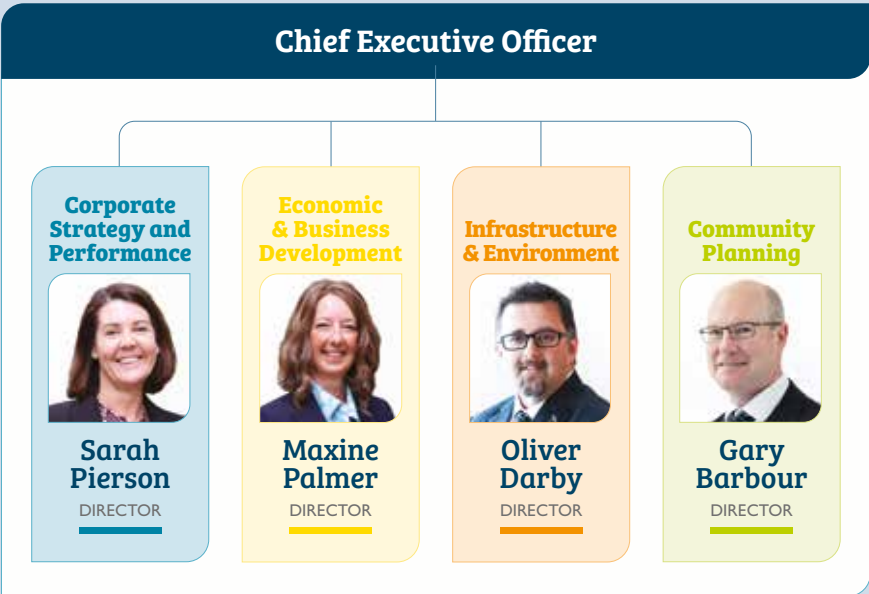 Chief Executive Officer
Corporate
Strategy and
Performance
Sarah
Pierson
DIRECTOR
Economic
& Business
Development
Maxine
Palmer
DIRECTOR
Infrastructure
& Environment
Oliver
Darby
DIRECTOR
Community
Planning
Gary
Barbour
DIRECTOR